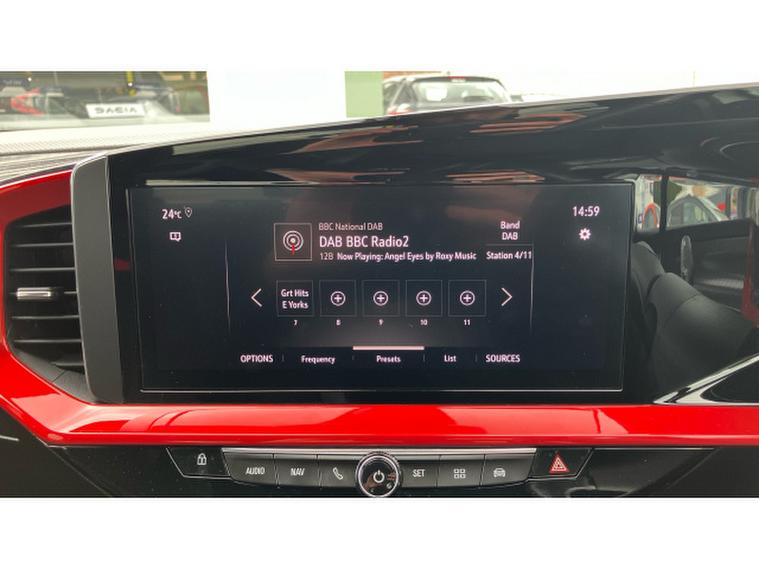 DACIA
24°C
14:59
BBC National DAB
DAB BBC Radio2
12B Now Playing: Angel Eyes by Roxy Music
Band
DAB
Station 4/11
Grt Hits
E Yorks
7 8 9 10 11
OPTIONS Frequency Presets List SOURCES
AUDIO NAV SET